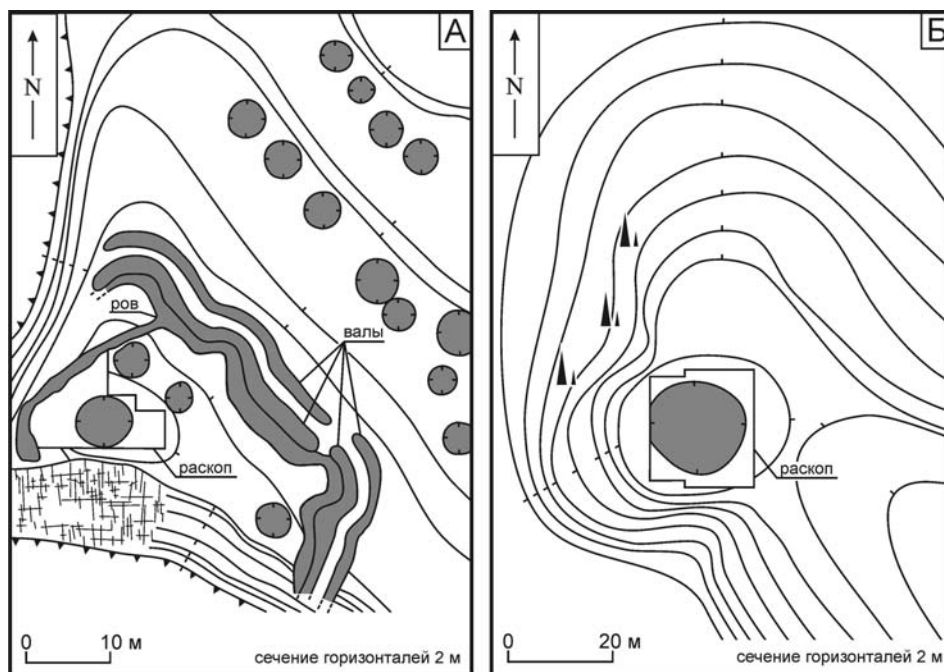 А
N
ров
валы
раскоп
0 10 м
сечение горизонталей 2 м
Б
N
раскоп
0 20 м
сечение горизонталей 2 м